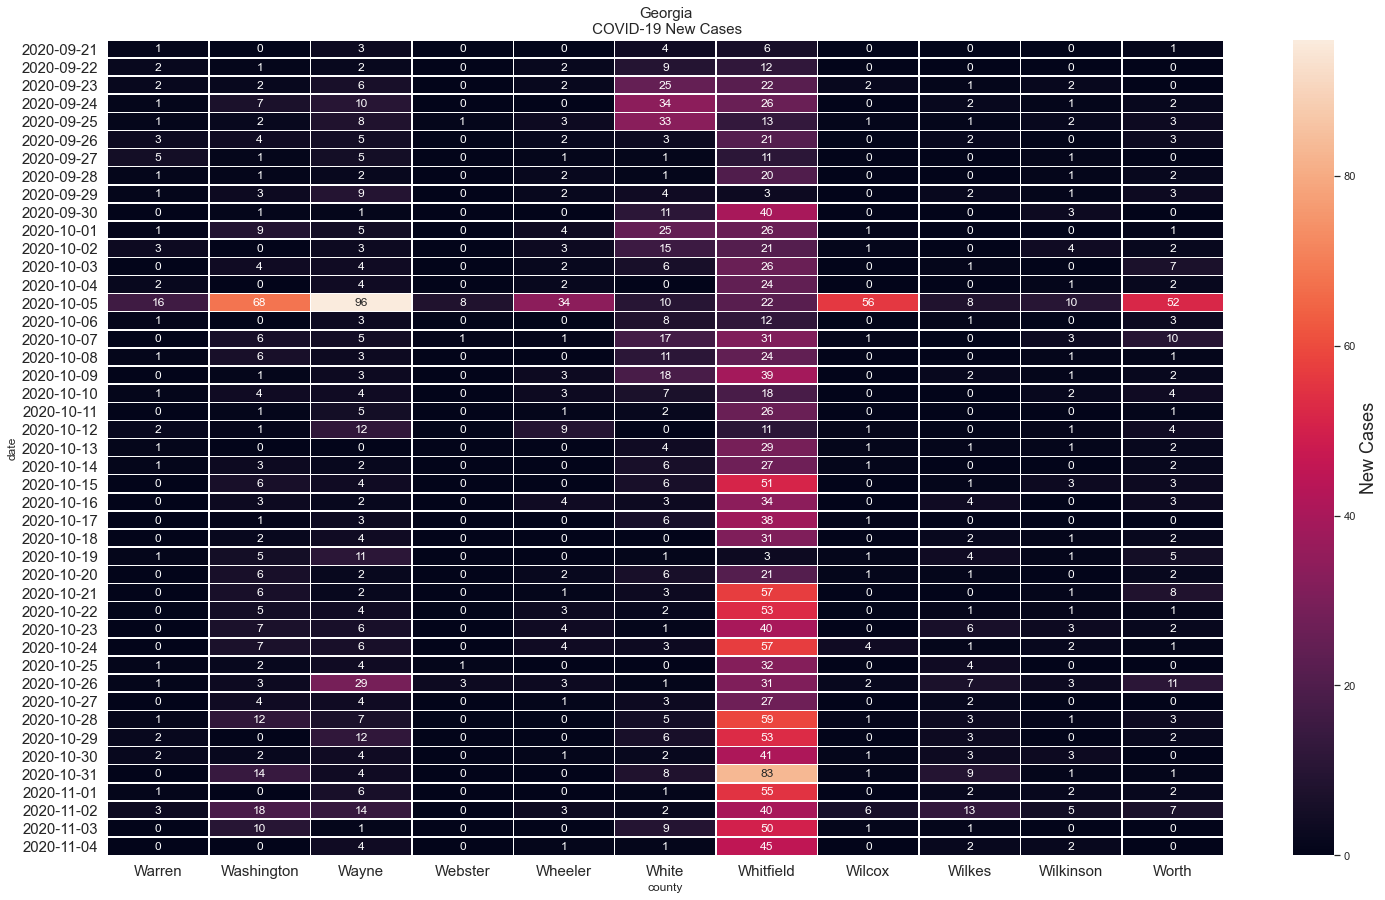 Georgia
COVID-19 New Cases
2020-09-21 1 0 3 0 0 4 6 0 0 0 1
2020-09-22 2 1 2 0 2 9 12 0 0 0 0
2020-09-23 2 2 6 0 2 25 22 2 1 2 0
2020-09-24 1 7 10 0 0 34 26 0 2 1 2
2020-09-25 1 2 8 1 3 33 13 1 1 2 3
2020-09-26 3 4 5 0 2 3 21 0 2 0 3
2020-09-27 5 1 5 0 1 1 11 0 0 1 0
2020-09-28 1 1 2 0 2 1 20 0 0 1 2
2020-09-29 1 3 9 0 2 4 3 0 2 1 3
2020-09-30 0 1 1 0 0 11 40 0 0 3 0
2020-10-01 1 9 5 0 4 25 26 1 0 0 1
2020-10-02 3 0 3 0 3 15 21 1 0 4 2
2020-10-03 0 4 4 0 2 6 26 0 1 0 7
2020-10-04 2 0 4 0 2 0 24 0 0 1 2
2020-10-05 16 68 96 8 34 10 22 56 8 10 52
2020-10-06 1 0 3 0 0 8 12 0 1 0 3
2020-10-07 0 6 5 1 1 17 31 1 0 3 10
2020-10-08 1 6 3 0 0 11 24 0 0 1 1
2020-10-09 0 1 3 0 3 18 39 0 2 1 2
2020-10-10 1 4 4 0 3 7 18 0 0 2 4
2020-10-11 0 1 5 0 1 2 26 0 0 0 1
2020-10-12 2 1 12 0 9 0 11 1 0 1 4
2020-10-13 1 0 0 0 0 4 29 1 1 1 2
2020-10-14 1 3 2 0 0 6 27 1 0 0 2
2020-10-15 0 6 4 0 0 6 51 0 1 3 3
2020-10-16 0 3 2 0 4 3 34 0 4 0 3
2020-10-17 0 1 3 0 0 6 38 1 0 0 0
2020-10-18 0 2 4 0 0 0 31 0 2 1 2
2020-10-19 1 5 11 0 0 1 3 1 4 1 5
2020-10-20 0 6 2 0 2 6 21 1 1 0 2
2020-10-21 0 6 2 0 1 3 57 0 0 1 8
2020-10-22 0 5 4 0 3 2 53 0 1 1 1
2020-10-23 0 7 6 0 4 1 40 0 6 3 2
2020-10-24 0 7 6 0 4 3 57 4 1 2 1
2020-10-25 1 2 4 1 0 0 32 0 4 0 0
2020-10-26 1 3 29 3 3 1 31 2 7 3 11
2020-10-27 0 4 4 0 1 3 27 0 2 0 0
2020-10-28 1 12 7 0 0 5 59 1 3 1 3
2020-10-29 2 0 12 0 0 6 53 0 3 0 2
2020-10-30 2 2 4 0 1 2 41 1 3 3 0
2020-10-31 0 14 4 0 0 8 83 1 9 1 1
2020-11-01 1 0 6 0 0 1 55 0 2 2 2
2020-11-02 3 18 14 0 3 2 40 6 13 5 7
2020-11-03 0 10 1 0 0 9 50 1 1 0 0
2020-11-04 0 0 4 0 1 1 45 0 2 2 0
Warren Washington Wayne Webster Wheeler White Whitfield Wilcox Wilkes Wilkinson Worth
county
date
80
60
40
20
0
New Cases